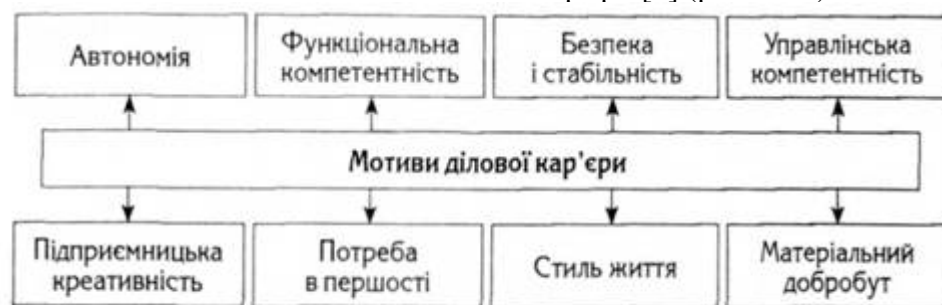 Автономія
Функціональна
компетентність
Безпека
і стабільність
Управлінська
компетентність
Мотиви ділової кар'єри
Підприємницька
креативність
Потреба
в першості
Стиль життя
Матеріальний
добробут